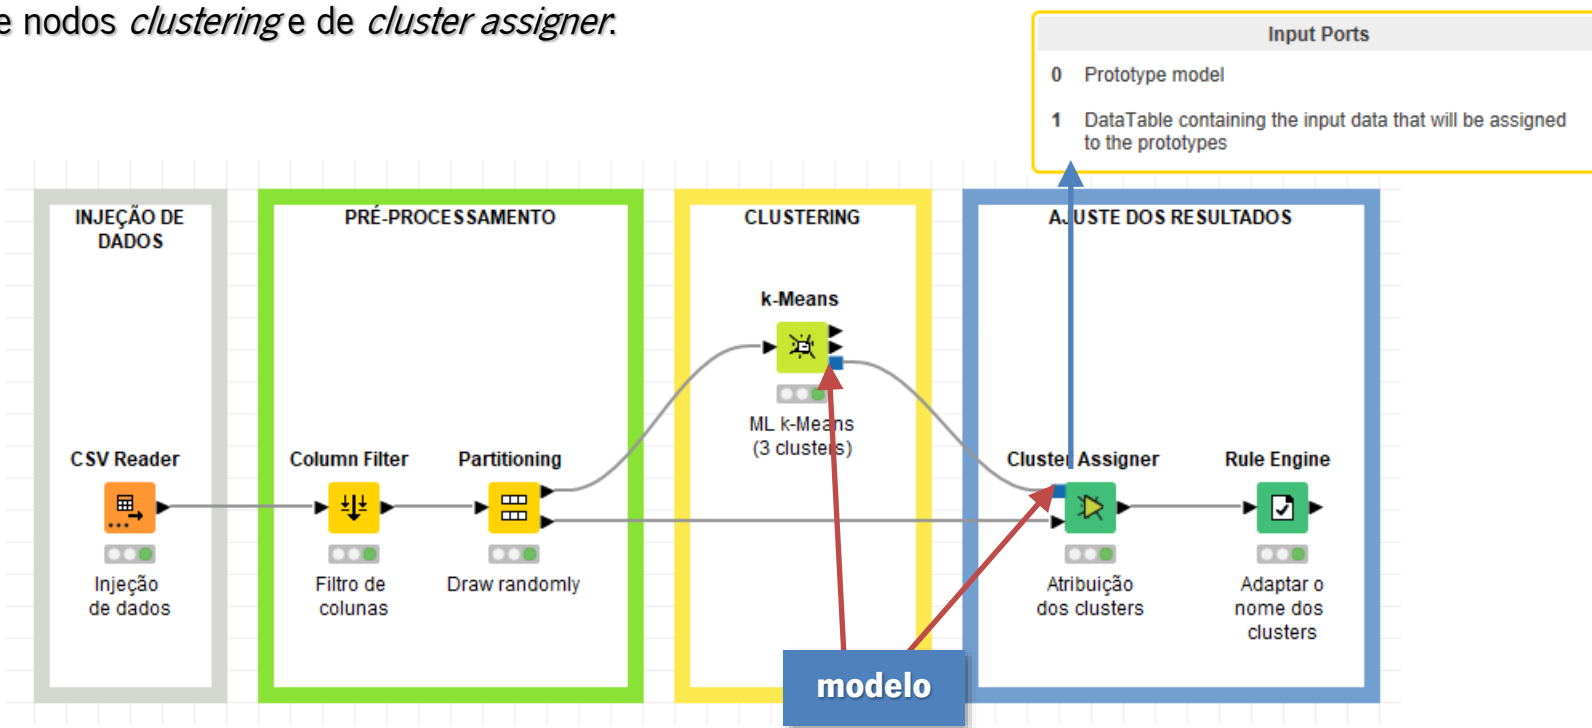 e nodos clustering e de cluster assigner.
Input Ports
0 Prototype model
1 DataTable containing the input data that will be assigned
to the prototypes
INJEÇÃO DE
DADOS
PRÉ-PROCESSAMENTO
CLUSTERING
AJUSTE DOS RESULTADOS
k-Means
ML k-Means
(3 clusters)
CSV Reader
Column Filter
Partitioning
Cluster Assigner
Rule Engine
Injeção
de dados
Filtro de
colunas
Draw randomly
Atribuição
dos clusters
Adaptar o
nome dos
clusters
modelo